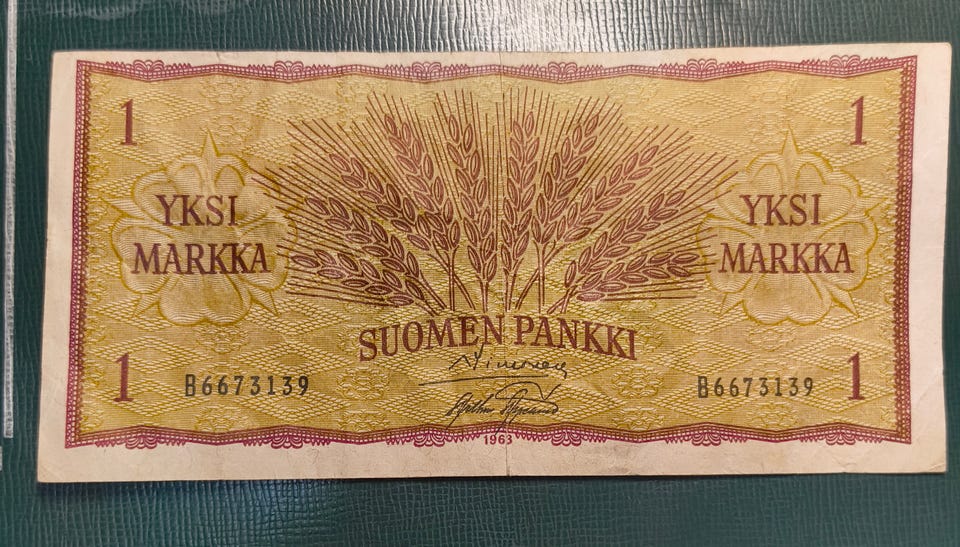 1 1
YKSI MARKKA
YKSI MARKKA
SUOMEN PANKKI
1 B6673139
B6673139 1
1963